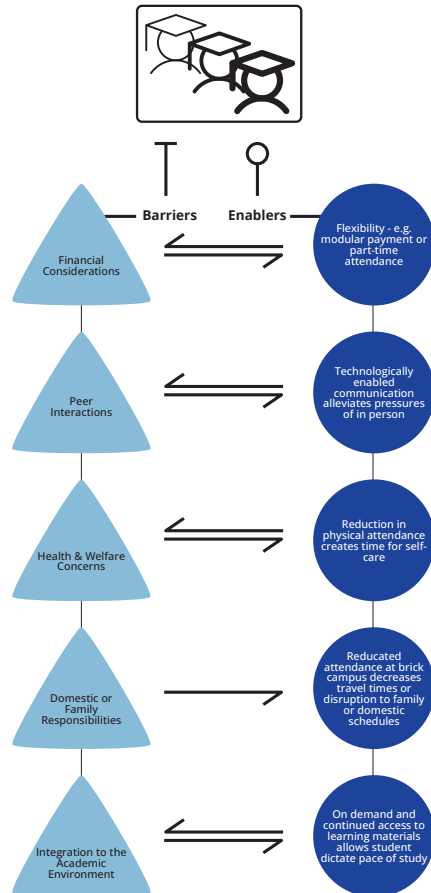 Barriers
Enablers
Financial
Considerations
Flexibility - e.g.
modular payment or
part-time
attendance
Peer
Interactions
Technologically
enabled
communication
alleviates pressures
of in person
Health & Welfare
Concerns
Reduction in
physical attendance
creates time for self-
care
Domestic or
Family
Responsibilities
Reducated
attendance at brick
campus decreases
travel times or
disruption to family
or domestic
schedules
Integration to the
Academic
Environment
On demand and
continued access to
learning materials
allows student
dictate pace of study